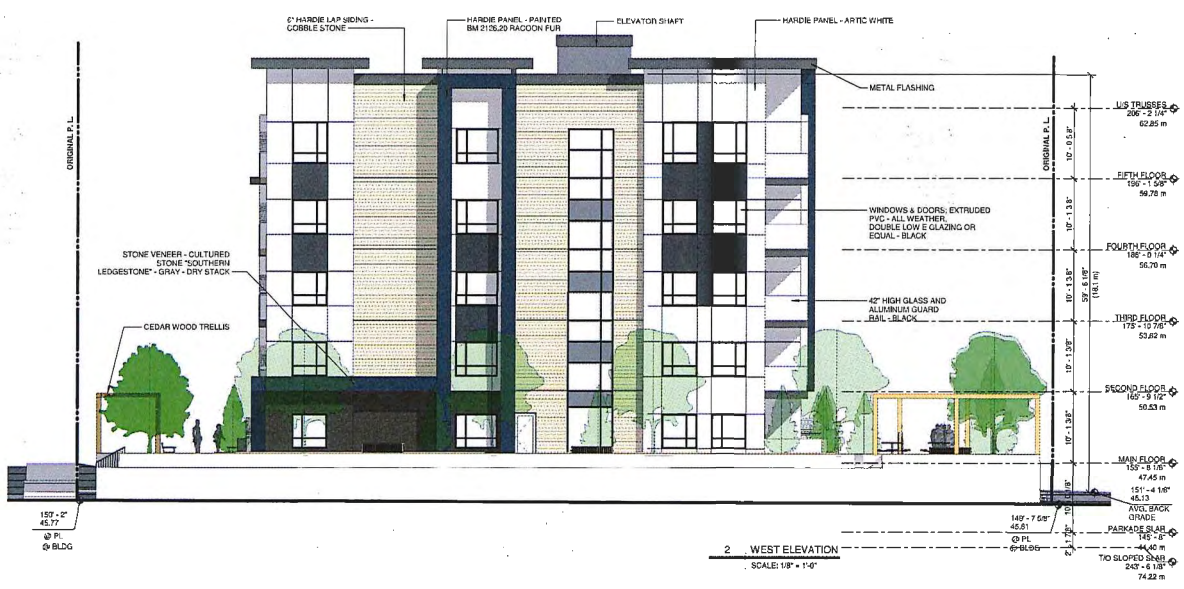 6" HARDIE LAP SIDING -
COBBLE STONE
HARDIE PANEL - PAINTED
BM 2126.20 RACOON FUR
ELEVATOR SHAFT
HARDIE PANEL - ARTIC WHITE
METAL FLASHING
ORIGINAL P. L.
ORIGINAL P. L.
U/S TRUSSES
206' - 2 1/4"
62.85 m
10' - 0 5/8"
FIFTH FLOOR
196' - 1 5/8"
59.78 m
10' - 1 3/8"
WINDOWS & DOORS; EXTRUDED
PVC - ALL WEATHER,
DOUBLE LOW E GLAZING OR
EQUAL - BLACK
FOURTH FLOOR
186' - 0 1/4"
56.70 m
STONE VENEER - CULTURED
STONE "SOUTHERN
LEDGESTONE" - GRAY - DRY STACK
10' - 1 3/8"
59' - 6 1/8"
(18.1 m)
42" HIGH GLASS AND
ALUMINUM GUARD
RAIL - BLACK
THIRD FLOOR
175' - 10 7/8"
53.62 m
CEDAR WOOD TRELLIS
10' - 1 3/8"
SECOND FLOOR
165' - 9 1/2"
50.53 m
10' - 1 3/8"
MAIN FLOOR
155' - 8 1/8"
47.45 m
151' - 4 1/8"
AVG. BACK
GRADE
150' - 2"
45.77
@ PL
@ BLDG
149' - 7 5/8"
45.61
@ PL
@ BLDG
10' - 0 1/8"
PARKADE SLAB
145' - 8"
44.40 m
2' - 1 7/8"
T/O SLOPED SLAB
243' - 6 1/8"
74.22 m
2 WEST ELEVATION
SCALE: 1/8" = 1'-0"